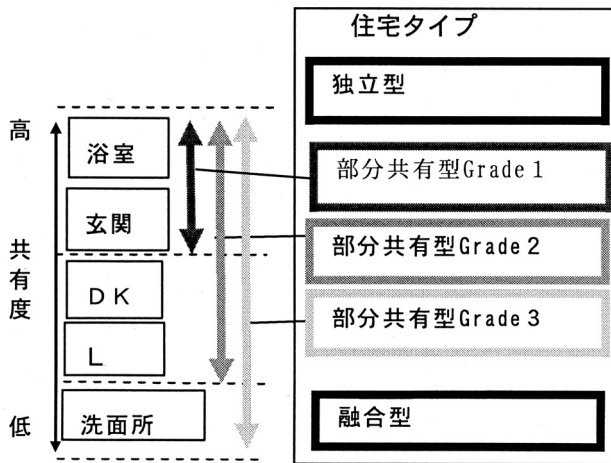 住宅タイプ
独立型
高
浴室
部分共有型Grade1
玄関
部分共有型Grade2
共有度
DK
部分共有型Grade3
L
低
洗面所
融合型